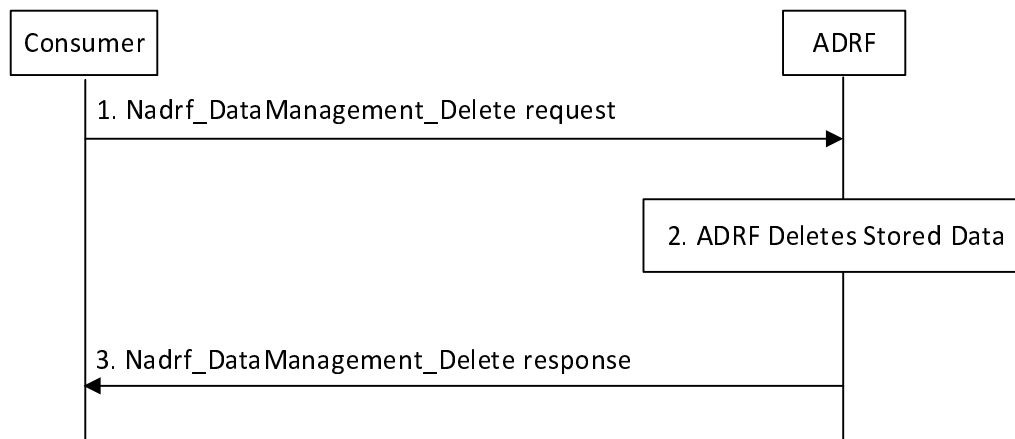 Consumer
ADRF
1. Nadrf_DataManagement_Delete request
2. ADRF Deletes Stored Data
3. Nadrf_DataManagement_Delete response